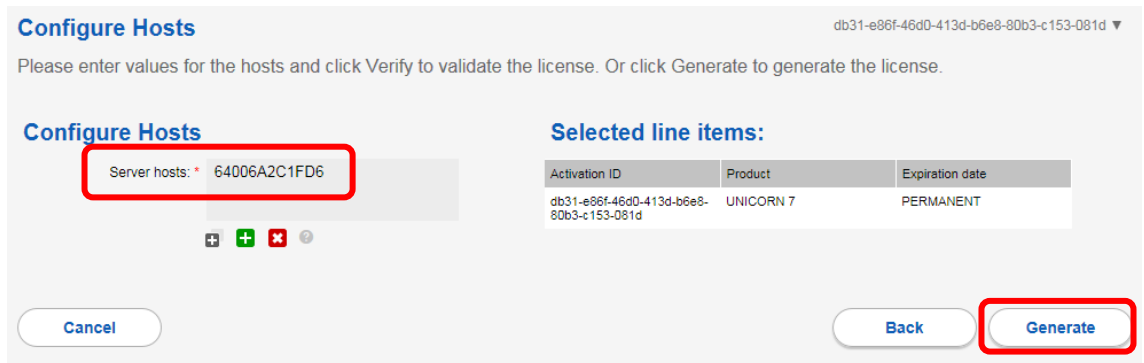 Configure Hosts
db31-e86f-46d0-413d-b6e8-80b3-c153-081d ▼
Please enter values for the hosts and click Verify to validate the license. Or click Generate to generate the license.
Configure Hosts
Server hosts: * 64006A2C1FD6
Selected line items:
Activation ID Product Expiration date
db31-e86f-46d0-413d-b6e8- UNICORN 7 PERMANENT
80b3-c153-081d
Cancel Back Generate